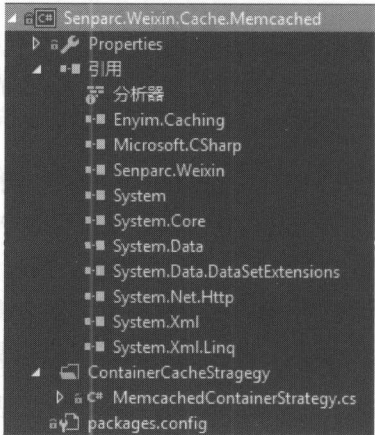 Senparc.Weixin.Cache.Memcached
Properties
引用
分析器
Enyim.Caching
Microsoft.CSharp
Senparc.Weixin
System
System.Core
System.Data
System.Data.DataSetExtensions
System.Net.Http
System.Xml
System.Xml.Linq
ContainerCacheStragegy
C# MemcachedContainerStrategy.cs
packages.config